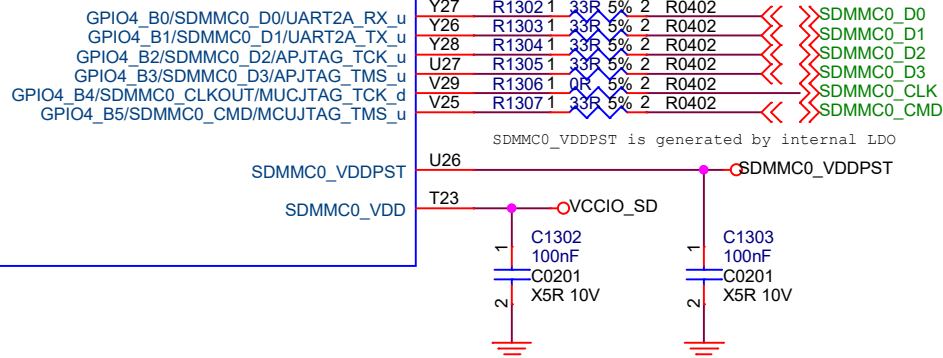 GPIO4_B0/SDMMC0_D0/UART2A_RX_u Y27 R1302 1 33R 5% 2 R0402 SDMMC0_D0
GPIO4_B1/SDMMC0_D1/UART2A_TX_u Y26 R1303 1 33R 5% 2 R0402 SDMMC0_D1
GPIO4_B2/SDMMC0_D2/APJTAG_TCK_u Y28 R1304 1 33R 5% 2 R0402 SDMMC0_D2
GPIO4_B3/SDMMC0_D3/APJTAG_TMS_u U27 R1305 1 33R 5% 2 R0402 SDMMC0_D3
GPIO4_B4/SDMMC0_CLKOUT/MUCJTAG_TCK_d V29 R1306 1 0R 5% 2 R0402 SDMMC0_CLK
GPIO4_B5/SDMMC0_CMD/MCUJTAG_TMS_u V25 R1307 1 33R 5% 2 R0402 SDMMC0_CMD
SDMMC0_VDDPST is generated by internal LDO
SDMMC0_VDDPST U26 SDMMC0_VDDPST
SDMMC0_VDD T23 VCCIO_SD
1 C1302 1 C1303
100nF 100nF
C0201 C0201
2 X5R 10V 2 X5R 10V